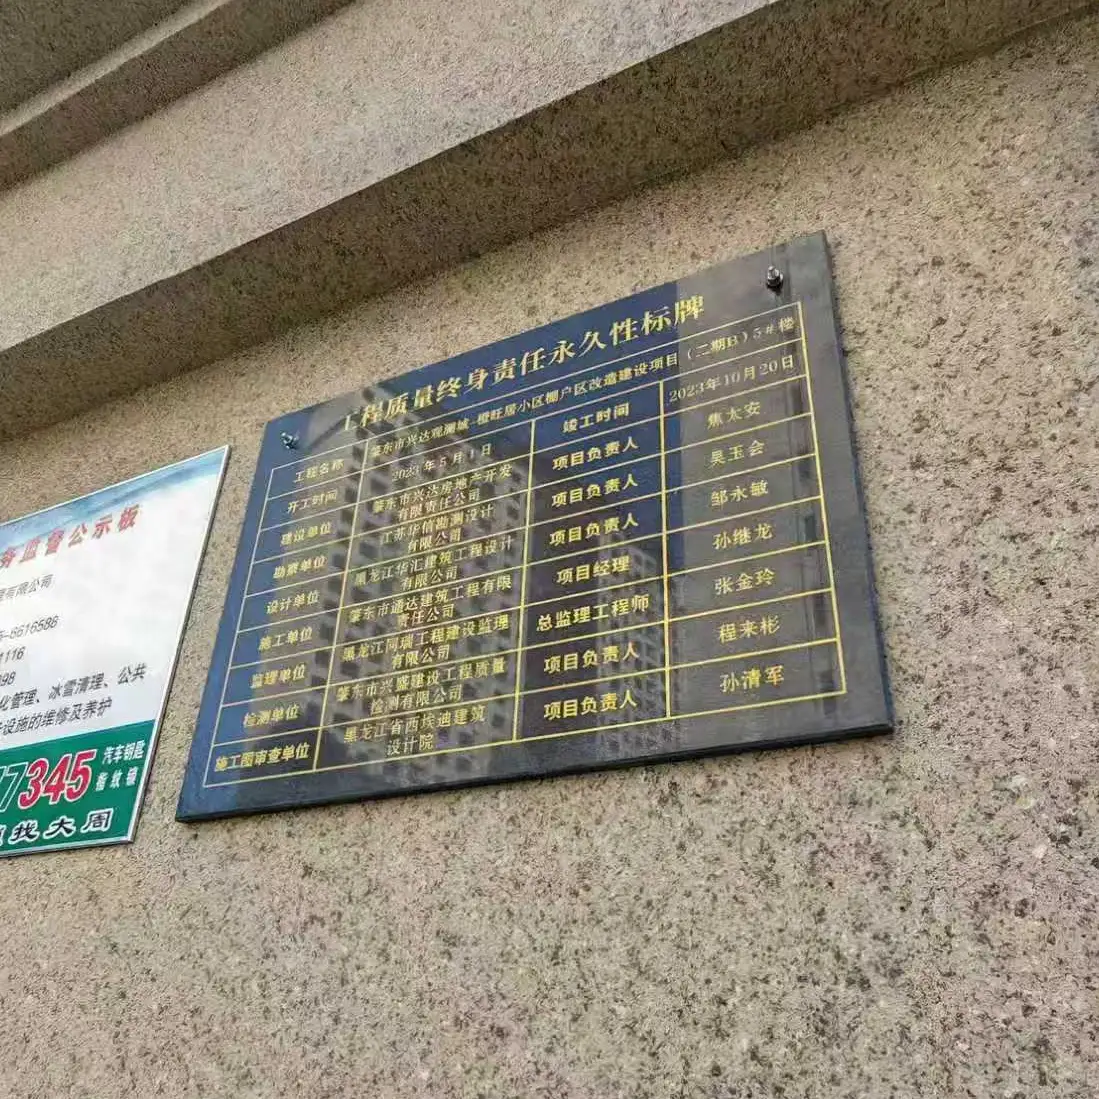 工程质量终身责任永久性标牌
工程名称 肇东市兴达观澜城-橙旺居小区棚户区改造建设项目（二期B）5#楼
开工时间 2023年5月1日 竣工时间 2023年10月20日
建设单位 肇东市兴达房地产开发
有限责任公司 项目负责人 焦太安
勘察单位 江苏华信勘测设计
有限公司 项目负责人 吴玉会
设计单位 黑龙江华汇建筑工程设计
有限公司 项目负责人 邹永敏
施工单位 肇东市通达建筑工程有限
责任公司 项目经理 孙继龙
监理单位 黑龙江同瑞工程建设监理
有限公司 总监理工程师 张金玲
检测单位 肇东市兴盛建设工程质量
检测有限公司 项目负责人 程来彬
施工图审查单位 黑龙江省西埃迪建筑
设计院 项目负责人 孙清军
监督公示板
有限公司
-8616588
1116
98
化管理、冰雪清理、公共
设施的维修及养护
7345 汽车钥匙
指纹锁
找大周